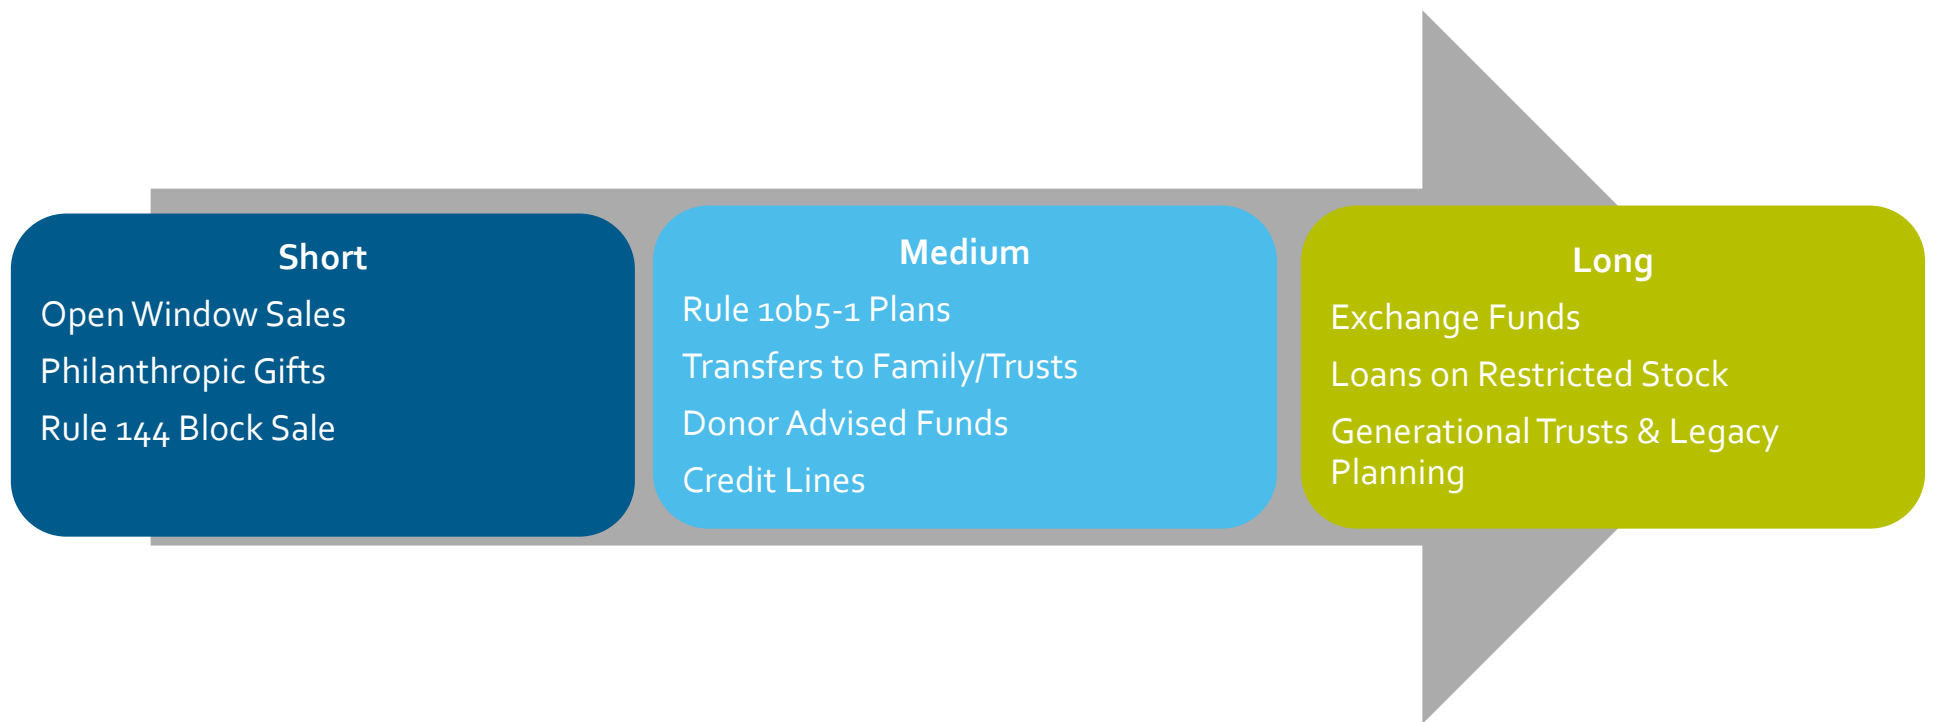 Short
Open Window Sales
Philanthropic Gifts
Rule 144 Block Sale
Medium
Rule 10b5-1 Plans
Transfers to Family/Trusts
Donor Advised Funds
Credit Lines
Long
Exchange Funds
Loans on Restricted Stock
Generational Trusts & Legacy
Planning